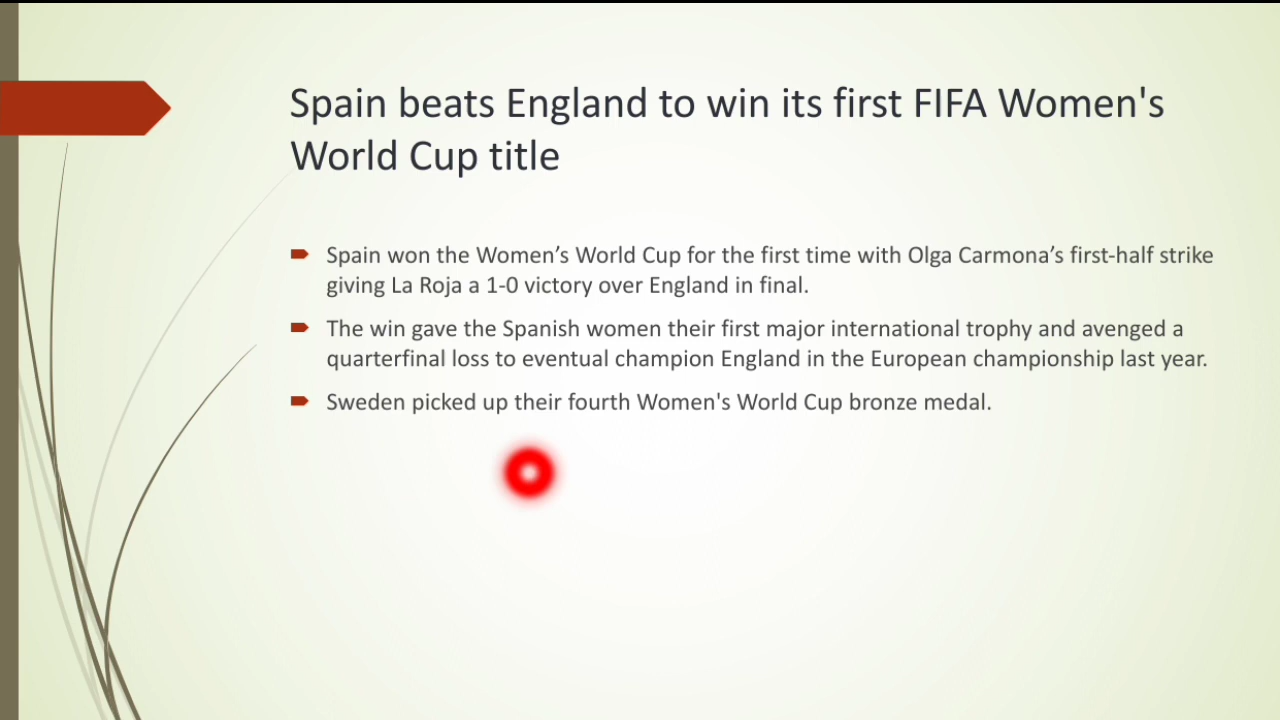 Spain beats England to win its first FIFA Women's
World Cup title
Spain won the Women’s World Cup for the first time with Olga Carmona’s first-half strike
giving La Roja a 1-0 victory over England in final.
The win gave the Spanish women their first major international trophy and avenged a
quarterfinal loss to eventual champion England in the European championship last year.
Sweden picked up their fourth Women's World Cup bronze medal.